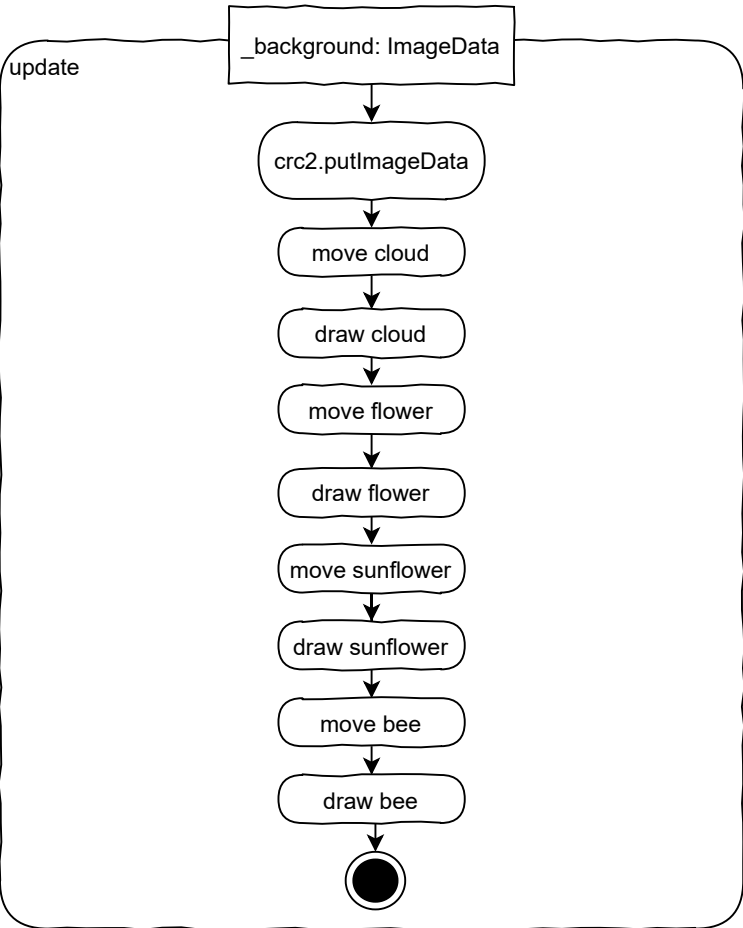 _background: ImageData
update
crc2.putImageData
move cloud
draw cloud
move flower
draw flower
move sunflower
draw sunflower
move bee
draw bee